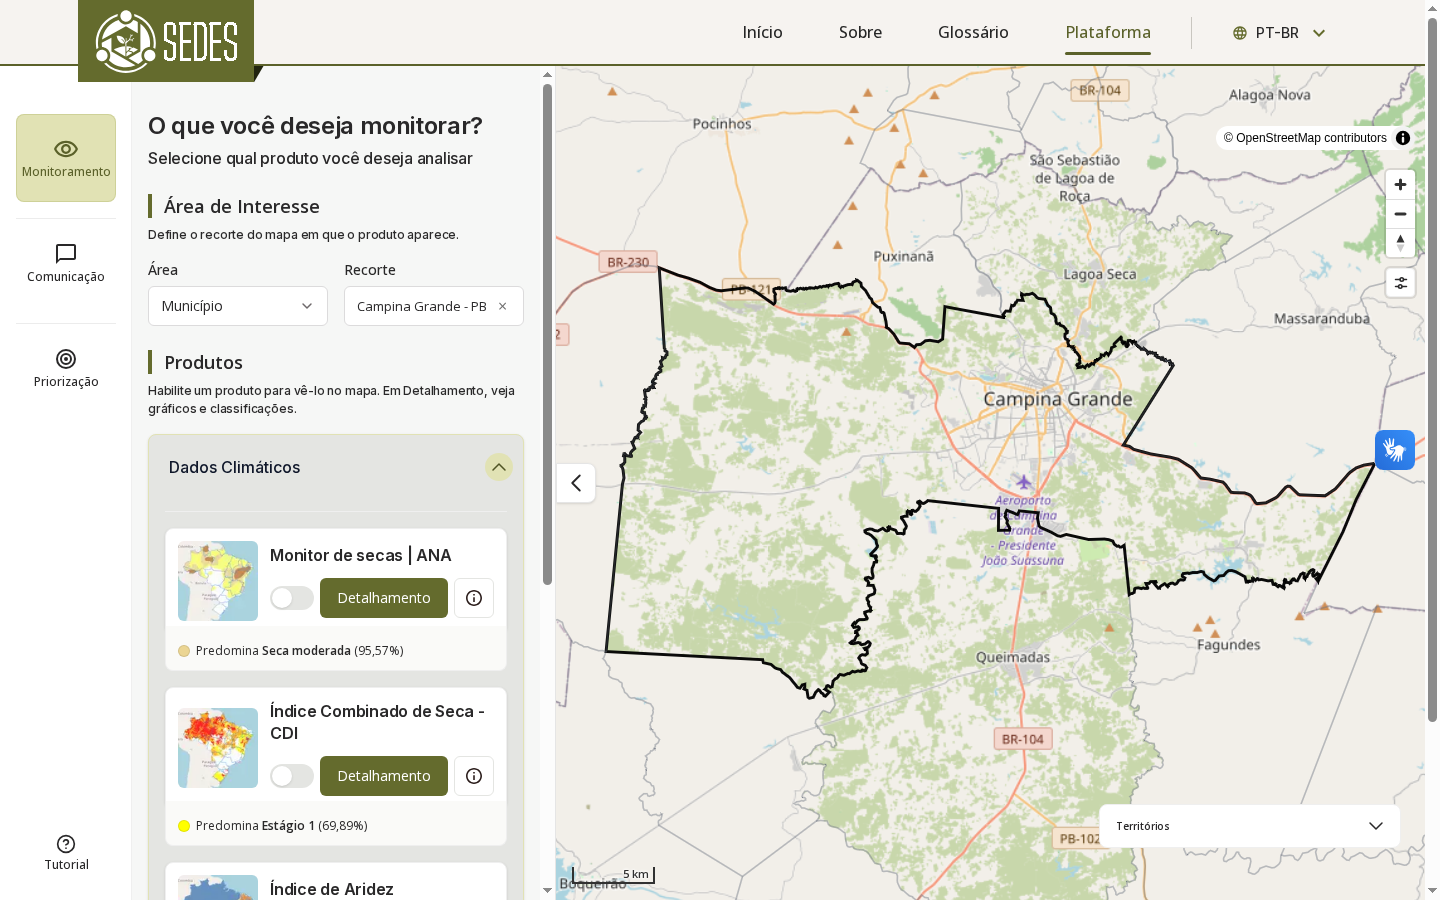 SEDES
Início
Sobre
Glossário
Plataforma
PT-BR
Monitoramento
Comunicação
Priorização
Tutorial
O que você deseja monitorar?
Selecione qual produto você deseja analisar
Área de Interesse
Define o recorte do mapa em que o produto aparece.
Área
Recorte
Município
Campina Grande - PB ×
Produtos
Habilite um produto para vê-lo no mapa. Em Detalhamento, veja
gráficos e classificações.
Dados Climáticos
Monitor de secas | ANA
Detalhamento
Predomina Seca moderada (95,57%)
Índice Combinado de Seca -
CDI
Detalhamento
Predomina Estágio 1 (69,89%)
Índice de Aridez
BR-104
Alagoa Nova
Pocinhos
© OpenStreetMap contributors
São Sebastião
de Lagoa de
Roça
Puxinanã
BR-230
Lagoa Seca
PB-121
Massaranduba
2
Campina Grande
Aeroporto
de Campina
Grande
- Presidente
João Suassuna
Fagundes
Queimadas
BR-104
PB-102
Territórios
5 km
Boqueirão